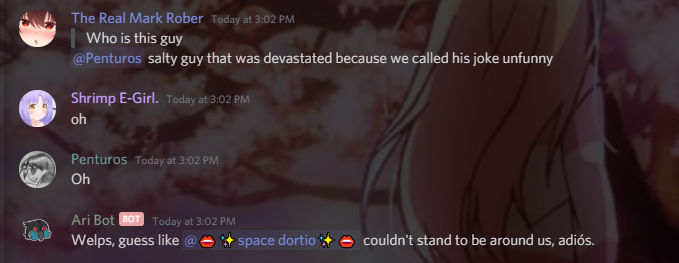 The Real Mark Rober Today at 3:02 PM
Who is this guy
@Penturos salty guy that was devastated because we called his joke unfunny
Shrimp E-Girl. Today at 3:02 PM
oh
Penturos Today at 3:02 PM
Oh
Ari Bot BOT Today at 3:02 PM
Welps, guess like @👄✨space dortio✨👄 couldn't stand to be around us, adiós.